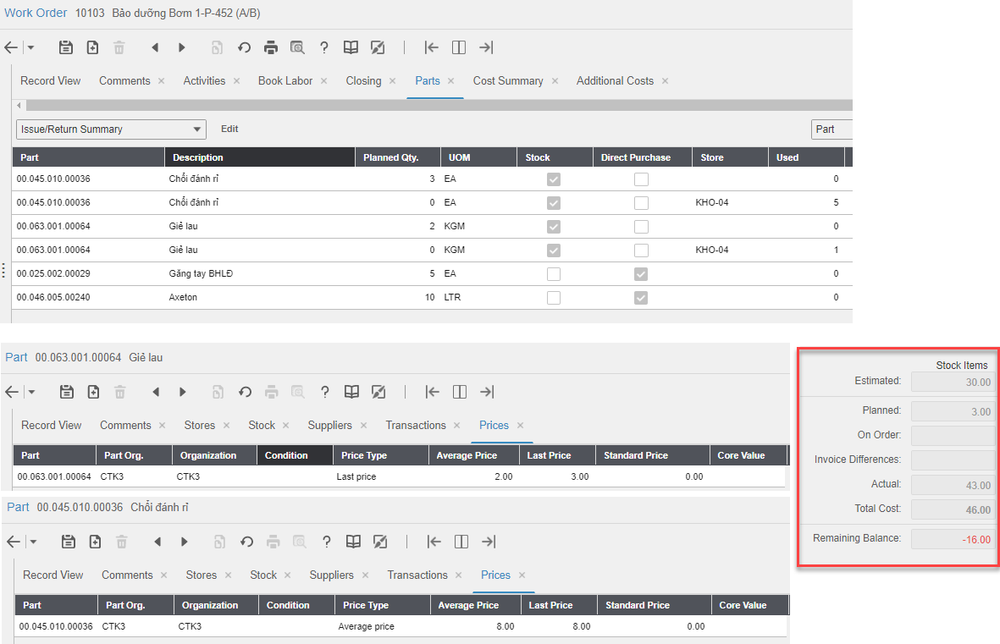 Work Order 10103 Bảo dưỡng Bơm 1-P-452 (A/B)
Record View Comments Activities Book Labor Closing Parts Cost Summary Additional Costs
Issue/Return Summary Edit Part
Part Description Planned Qty. UOM Stock Direct Purchase Store Used
00.045.010.00036 Chổi đánh rỉ 3 EA 0
00.045.010.00036 Chổi đánh rỉ 0 EA KHO-04 5
00.063.001.00064 Giẻ lau 2 KGM 0
00.063.001.00064 Giẻ lau 0 KGM KHO-04 1
00.025.002.00029 Găng tay BHLĐ 5 EA 0
00.046.005.00240 Axeton 10 LTR 0
Part 00.063.001.00064 Giẻ lau
Record View Comments Stores Stock Suppliers Transactions Prices
Part Part Org. Organization Condition Price Type Average Price Last Price Standard Price Core Value
00.063.001.00064 CTK3 CTK3 Last price 2.00 3.00 0.00
Part 00.045.010.00036 Chổi đánh rỉ
Record View Comments Stores Stock Suppliers Transactions Prices
Part Part Org. Organization Condition Price Type Average Price Last Price Standard Price Core Value
00.045.010.00036 CTK3 CTK3 Average price 8.00 8.00 0.00
Stock Items
Estimated: 30.00
Planned: 3.00
On Order:
Invoice Differences:
Actual: 43.00
Total Cost: 46.00
Remaining Balance: -16.00